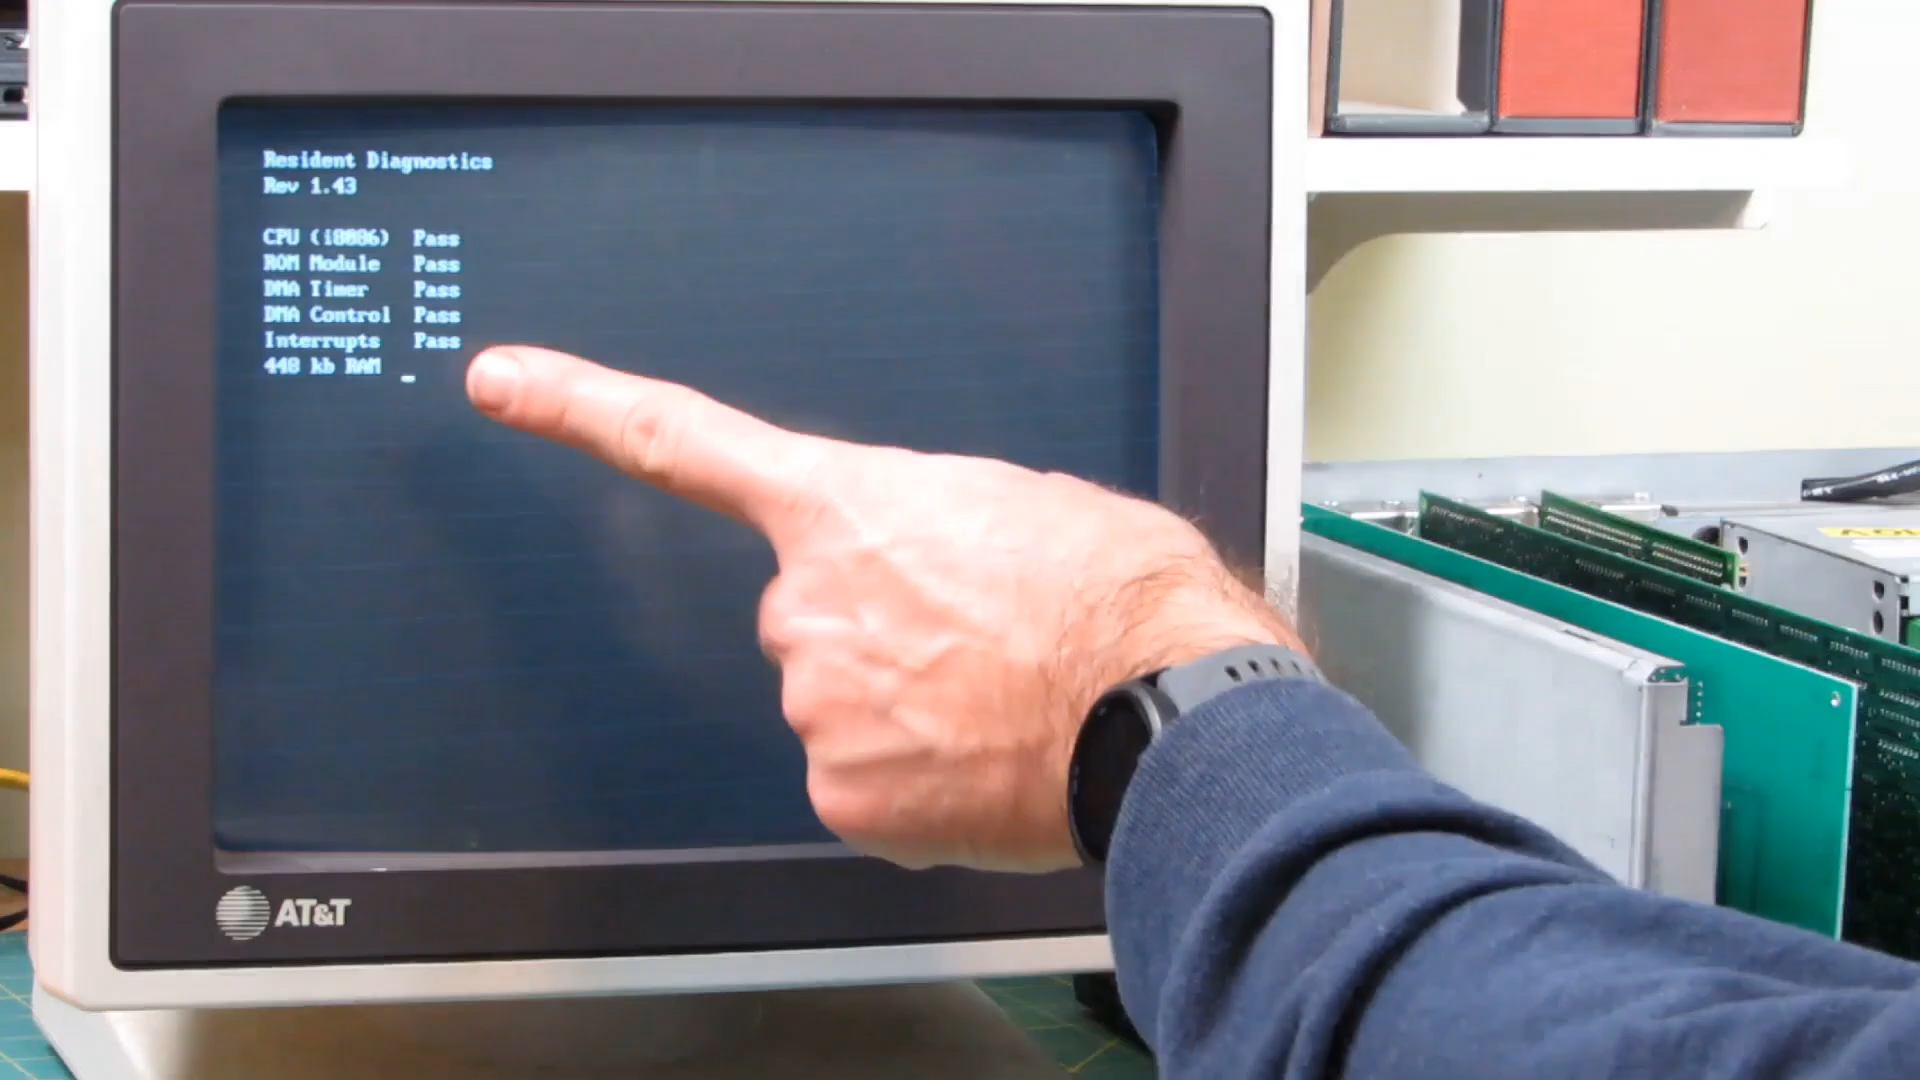 Resident Diagnostics
Rev 1.43
CPU (i8086) Pass
ROM Module Pass
DMA Timer Pass
DMA Control Pass
Interrupts Pass
448 kb RAM
AT&T